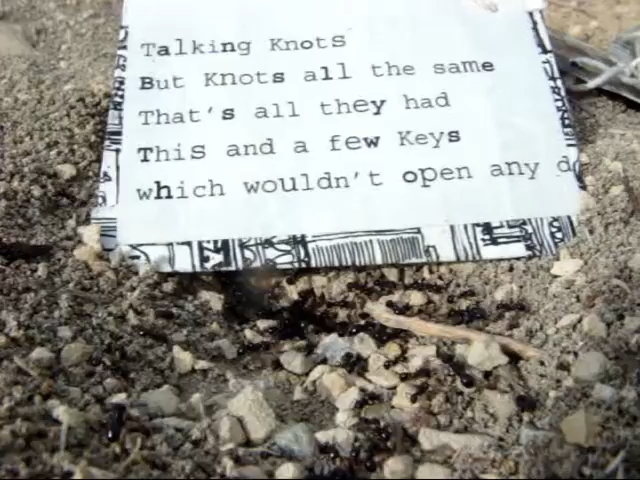 Talking Knots
But Knots all the same
That's all they had
This and a few Keys
which wouldn't open any